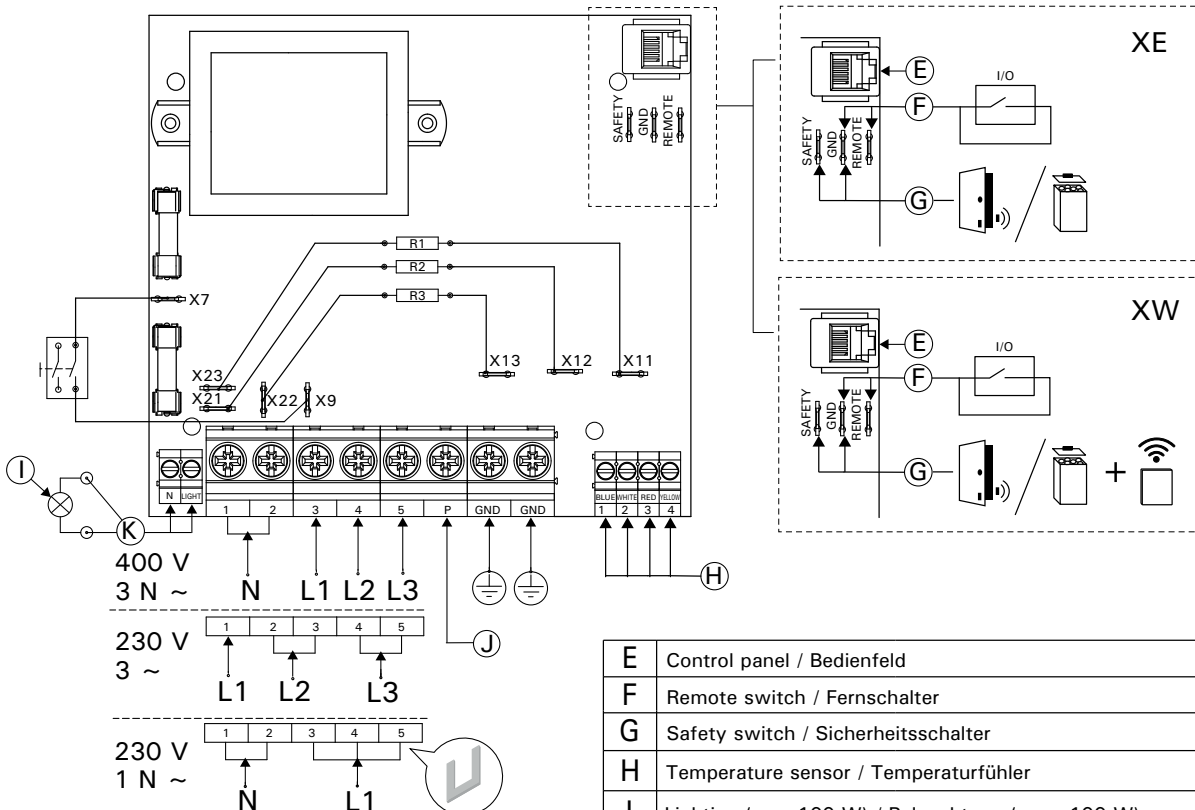 XE
E
F
I/O
SAFETY
GND
REMOTE
G
SAFETY
GND
REMOTE
R1
R2
R3
X7
X23
X21
X22
X9
X13
X12
X11
XW
E
F
I/O
SAFETY
GND
REMOTE
G
+
I
N LIGHT
K
1 2 3 4 5 P GND GND
BLUE WHITE RED YELLOW
1 2 3 4
H
J
400 V
3 N ~
N L1 L2 L3
230 V
3 ~
1 2 3 4 5
L1 L2 L3
230 V
1 N ~
1 2 3 4 5
N L1
E Control panel / Bedienfeld
F Remote switch / Fernschalter
G Safety switch / Sicherheitsschalter
H Temperature sensor / Temperaturfühler